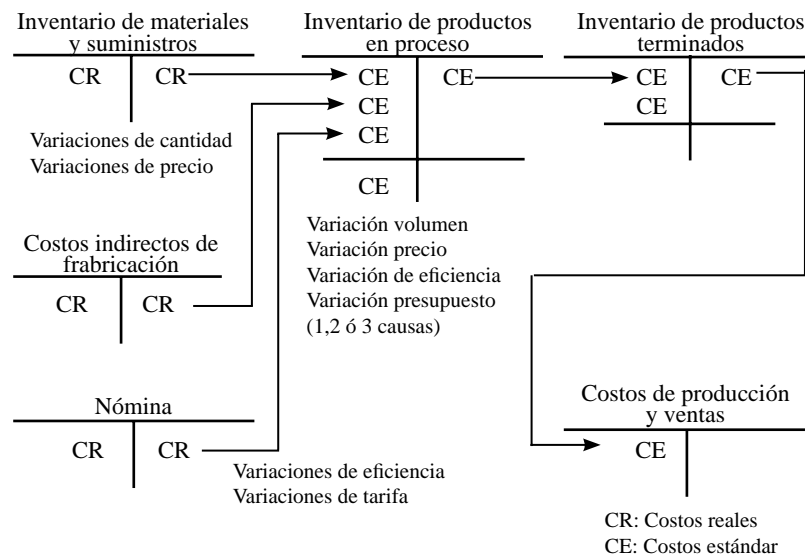 Inventario de materiales
y suministros
CR
CR
Variaciones de cantidad
Variaciones de precio
Inventario de productos
en proceso
CE
CE
CE
CE
CE
Variación volumen
Variación precio
Variación de eficiencia
Variación presupuesto
(1,2 ó 3 causas)
Inventario de productos
terminados
CE
CE
CE
Costos indirectos de
frabricación
CR
CR
Nómina
CR
CR
Variaciones de eficiencia
Variaciones de tarifa
Costos de producción
y ventas
CE
CR: Costos reales
CE: Costos estándar